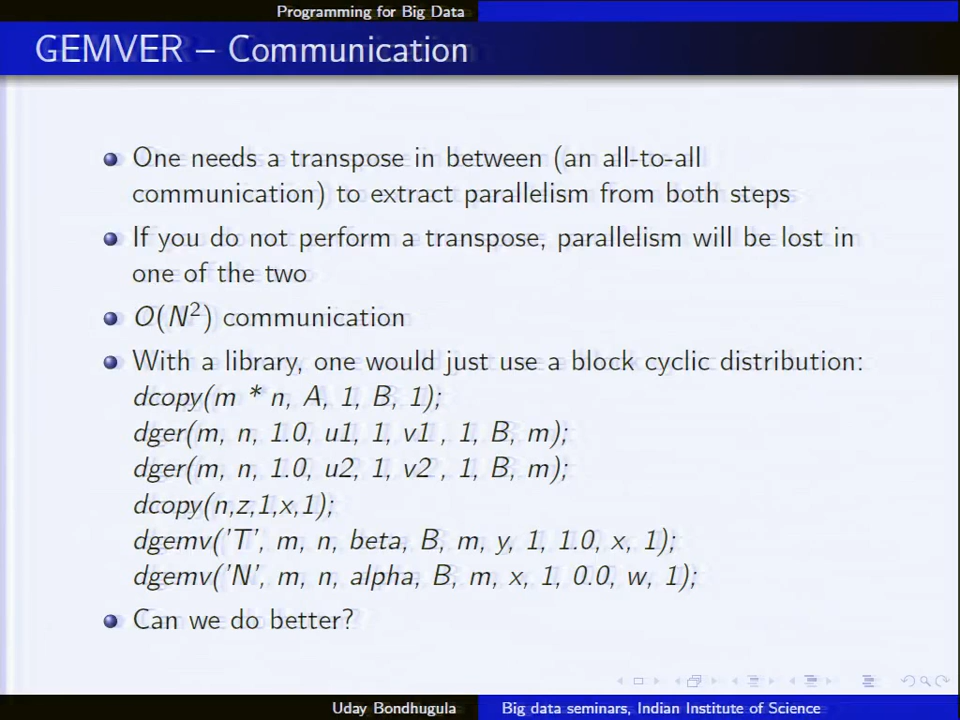 Programming for Big Data
GEMVER – Communication
One needs a transpose in between (an all-to-all
communication) to extract parallelism from both steps
If you do not perform a transpose, parallelism will be lost in
one of the two
O(N²) communication
With a library, one would just use a block cyclic distribution:
dcopy(m * n, A, 1, B, 1);
dger(m, n, 1.0, u1, 1, v1 , 1, B, m);
dger(m, n, 1.0, u2, 1, v2 , 1, B, m);
dcopy(n,z,1,x,1);
dgemv('T', m, n, beta, B, m, y, 1, 1.0, x, 1);
dgemv('N', m, n, alpha, B, m, x, 1, 0.0, w, 1);
Can we do better?
Uday Bondhugula Big data seminars, Indian Institute of Science